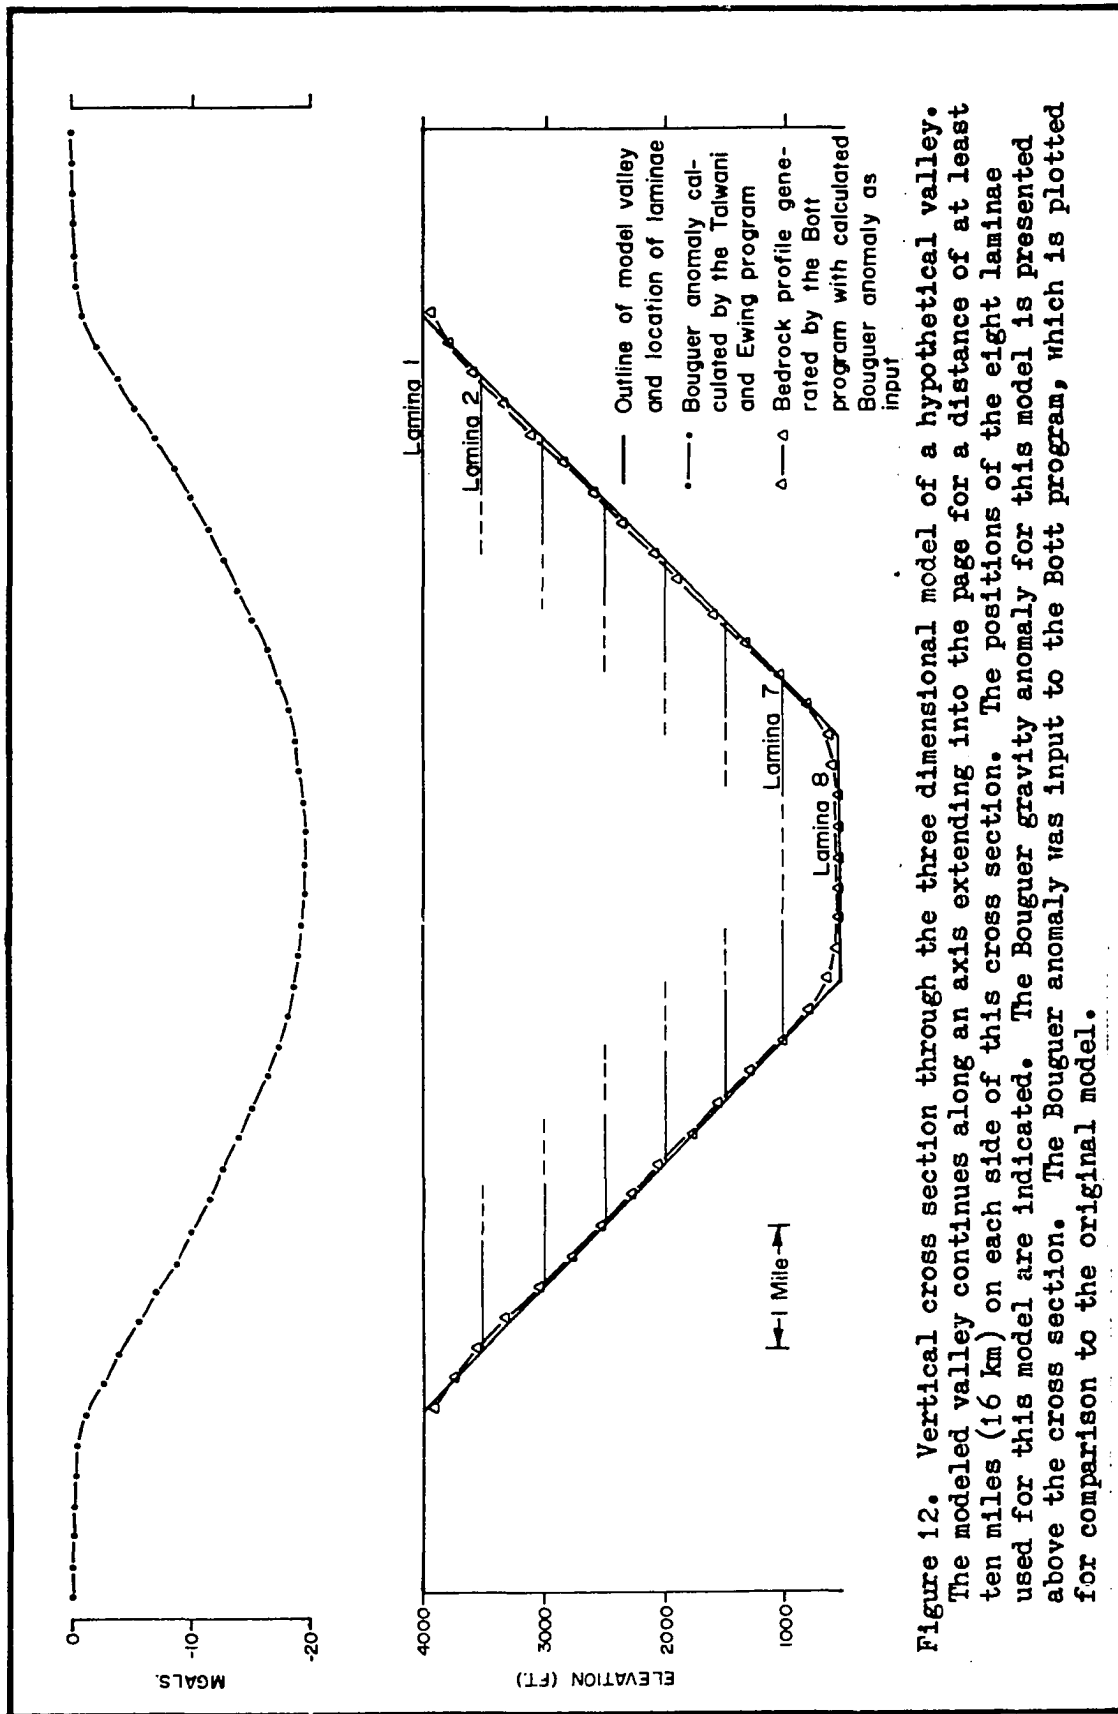 0
-10
-20
MGALS.
4000
3000
2000
1000
ELEVATION (FT.)
Lamina 1
Lamina 2
Lamina 7
Lamina 8
1 Mile
Outline of model valley
and location of laminae
Bouguer anomaly cal-
culated by the Talwani
and Ewing program
Bedrock profile gene-
rated by the Bott
program with calculated
Bouguer anomaly as
input
Figure 12. Vertical cross section through the three dimensional model of a hypothetical valley.
The modeled valley continues along an axis extending into the page for a distance of at least
ten miles (16 km) on each side of this cross section. The positions of the eight laminae
used for this model are indicated. The Bouguer gravity anomaly for this model is presented
above the cross section. The Bouguer anomaly was input to the Bott program, which is plotted
for comparison to the original model.